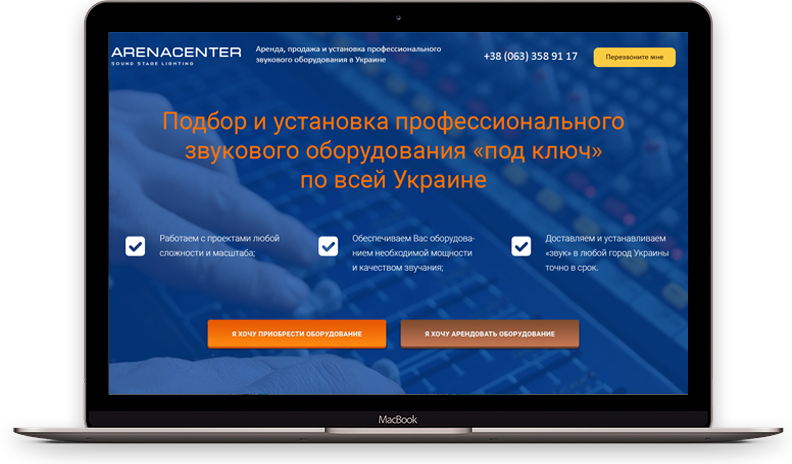 ARENACENTER
SOUND STAGE LIGHTING
Аренда, продажа и установка профессионального
звукового оборудования в Украине
+38 (063) 358 91 17
Перезвоните мне
Подбор и установка профессионального
звукового оборудования «под ключ»
по всей Украине
Работаем с проектами любой
сложности и масштаба;
Обеспечиваем Вас оборудова-
нием необходимой мощности
и качеством звучания;
Доставляем и устанавливаем
«звук» в любой город Украины
точно в срок.
Я ХОЧУ ПРИОБРЕСТИ ОБОРУДОВАНИЕ
Я ХОЧУ АРЕНДОВАТЬ ОБОРУДОВАНИЕ
MacBook